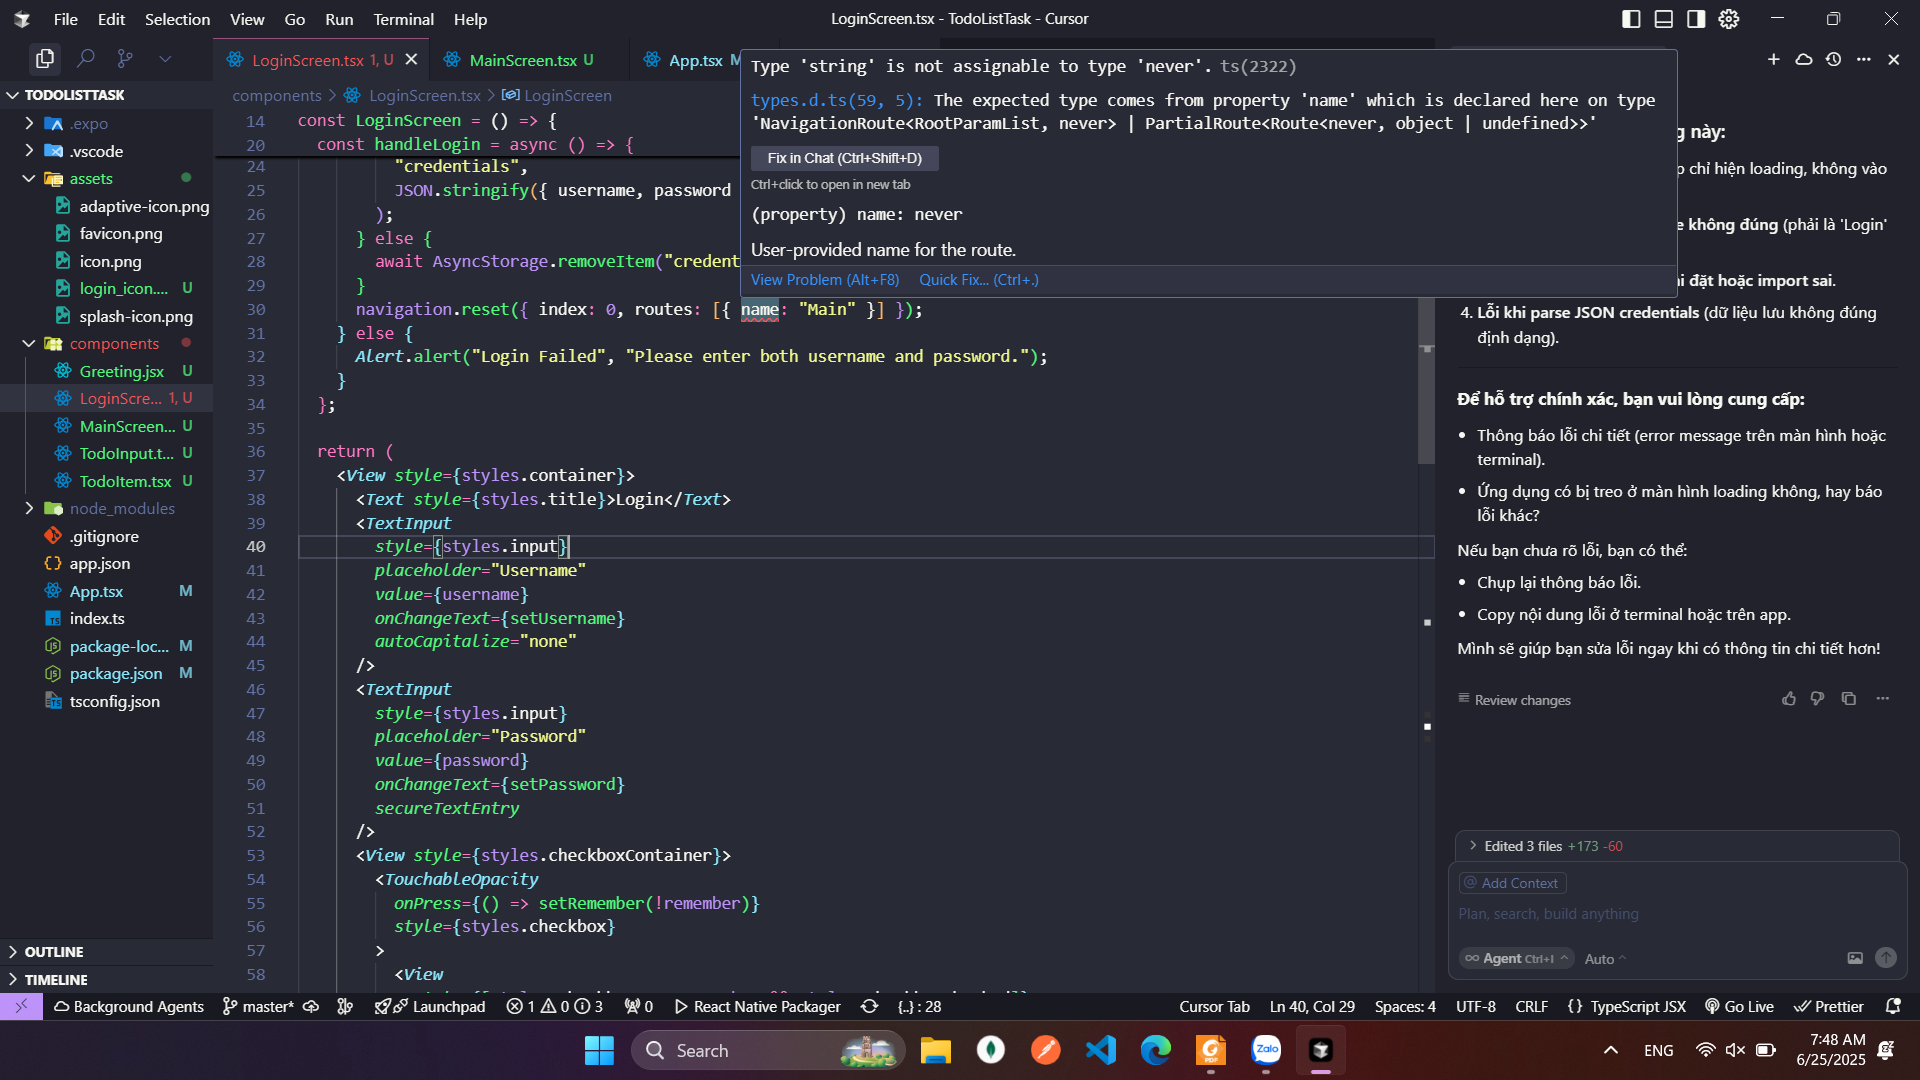 File Edit Selection View Go Run Terminal Help
LoginScreen.tsx - TodoListTask - Cursor
LoginScreen.tsx 1, U
MainScreen.tsx U
App.tsx M
TODOLISTTASK
.expo
.vscode
assets
adaptive-icon.png
favicon.png
icon.png
login_icon.... U
splash-icon.png
components
Greeting.jsx U
LoginScre... 1, U
MainScreen... U
TodoInput.t... U
TodoItem.tsx U
node_modules
.gitignore
app.json
App.tsx M
index.ts
package-loc... M
package.json M
tsconfig.json
OUTLINE
TIMELINE
components > LoginScreen.tsx > LoginScreen
14 const LoginScreen = () => {
20 const handleLogin = async () => {
24 "credentials",
25 JSON.stringify({ username, password
26 );
27 } else {
28 await AsyncStorage.removeItem("credent
29 }
30 navigation.reset({ index: 0, routes: [{ name: "Main" }] });
31 } else {
32 Alert.alert("Login Failed", "Please enter both username and password.");
33 }
34 };
35
36 return (
37 <View style={styles.container}>
38 <Text style={styles.title}>Login</Text>
39 <TextInput
40 style={styles.input}
41 placeholder="Username"
42 value={username}
43 onChangeText={setUsername}
44 autoCapitalize="none"
45 />
46 <TextInput
47 style={styles.input}
48 placeholder="Password"
49 value={password}
50 onChangeText={setPassword}
51 secureTextEntry
52 />
53 <View style={styles.checkboxContainer}>
54 <TouchableOpacity
55 onPress={() => setRemember(!remember)}
56 style={styles.checkbox}
57 >
58 <View
Type 'string' is not assignable to type 'never'. ts(2322)
types.d.ts(59, 5): The expected type comes from property 'name' which is declared here on type
'NavigationRoute<RootParamList, never> | PartialRoute<Route<never, object | undefined>>'
Fix in Chat (Ctrl+Shift+D)
Ctrl+click to open in new tab
(property) name: never
User-provided name for the route.
View Problem (Alt+F8) Quick Fix... (Ctrl+.)
g này:
chỉ hiện loading, không vào
không đúng (phải là 'Login'
đặt hoặc import sai.
4. Lỗi khi parse JSON credentials (dữ liệu lưu không đúng
định dạng).
Để hỗ trợ chính xác, bạn vui lòng cung cấp:
• Thông báo lỗi chi tiết (error message trên màn hình hoặc
terminal).
• Ứng dụng có bị treo ở màn hình loading không, hay báo
lỗi khác?
Nếu bạn chưa rõ lỗi, bạn có thể:
• Chụp lại thông báo lỗi.
• Copy nội dung lỗi ở terminal hoặc trên app.
Mình sẽ giúp bạn sửa lỗi ngay khi có thông tin chi tiết hơn!
Review changes
Edited 3 files +173 -60
@ Add Context
Plan, search, build anything
Agent Ctrl+I Auto
Background Agents master* Launchpad 1 0 3 0 React Native Packager {..} : 28
Cursor Tab Ln 40, Col 29 Spaces: 4 UTF-8 CRLF {} TypeScript JSX Go Live Prettier
Search
PDF
Zalo
ENG
7:48 AM
6/25/2025